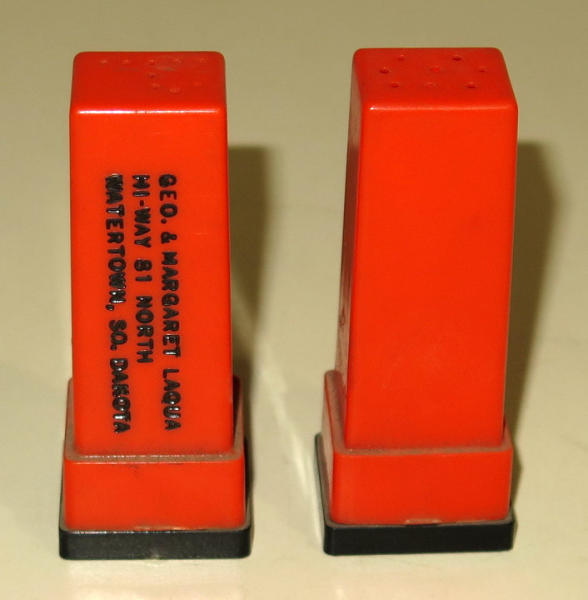 GEO. & MARGARET LAQUA
HI-WAY 81 NORTH
WATERTOWN, SO. DAKOTA